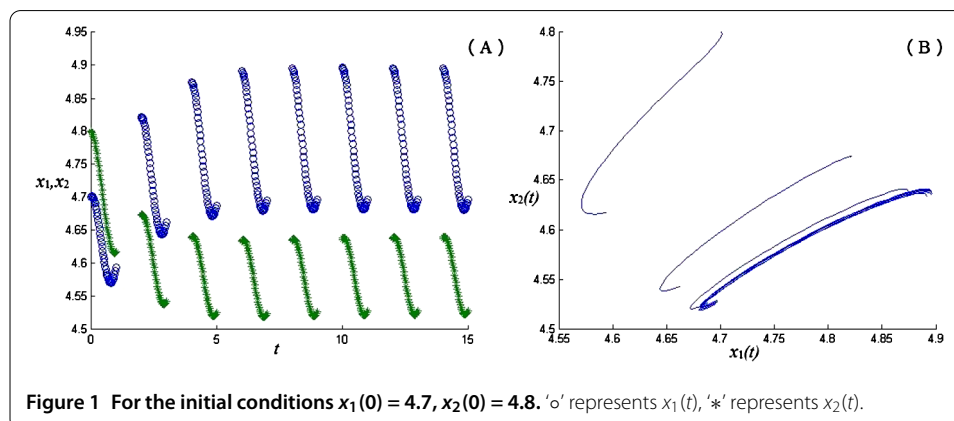 ( A )
4.95
4.9
4.85
4.8
4.75
x₁,x₂
4.7
4.65
4.6
4.55
4.5
0 5 10 15
t
( B )
4.8
4.75
4.7
x₂(t)
4.65
4.6
4.55
4.5
4.55 4.6 4.65 4.7 4.75 4.8 4.85 4.9
x₁(t)
Figure 1 For the initial conditions x₁(0) = 4.7, x₂(0) = 4.8. ‘○’ represents x₁(t), ‘∗’ represents x₂(t).